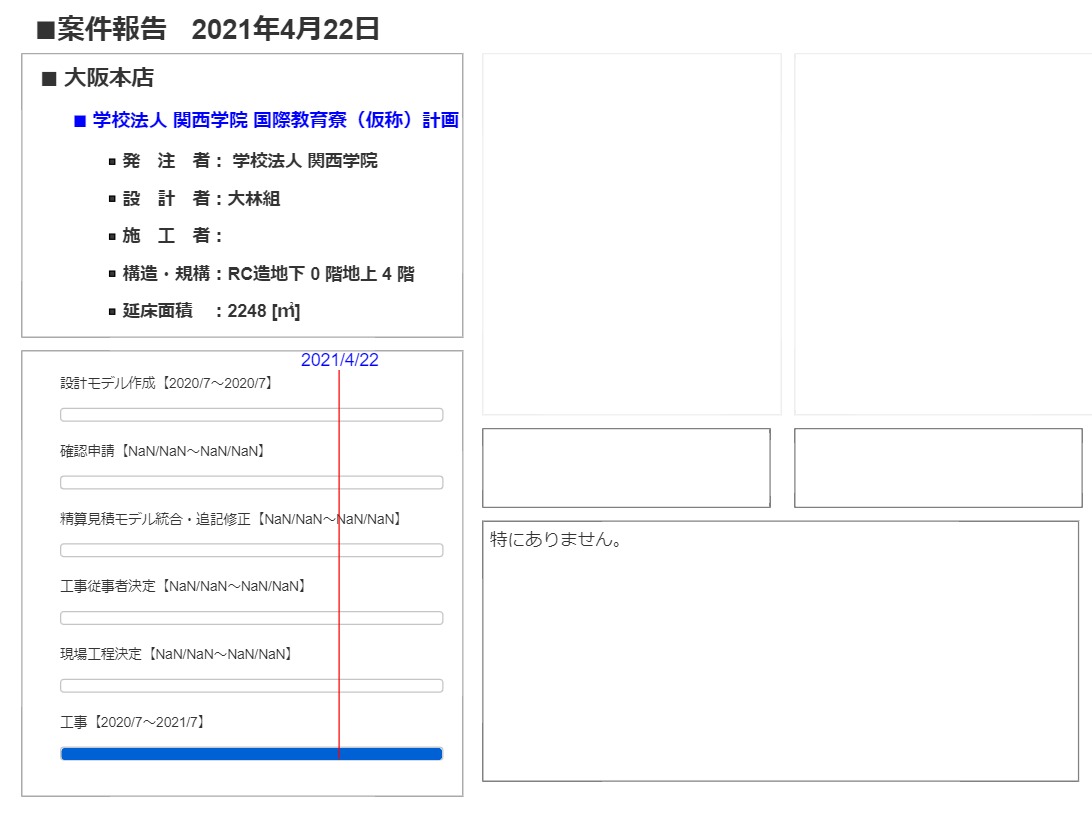 ■案件報告 2021年4月22日
■ 大阪本店
■ 学校法人 関西学院 国際教育寮（仮称）計画
▪ 発　注　者： 学校法人 関西学院
▪ 設　計　者：大林組
▪ 施　工　者：
▪ 構造・規構：RC造地下 0 階地上 4 階
▪ 延床面積　：2248 [㎡]
2021/4/22
設計モデル作成【2020/7～2020/7】
確認申請【NaN/NaN～NaN/NaN】
精算見積モデル統合・追記修正【NaN/NaN～NaN/NaN】
工事従事者決定【NaN/NaN～NaN/NaN】
現場工程決定【NaN/NaN～NaN/NaN】
工事【2020/7～2021/7】
特にありません。